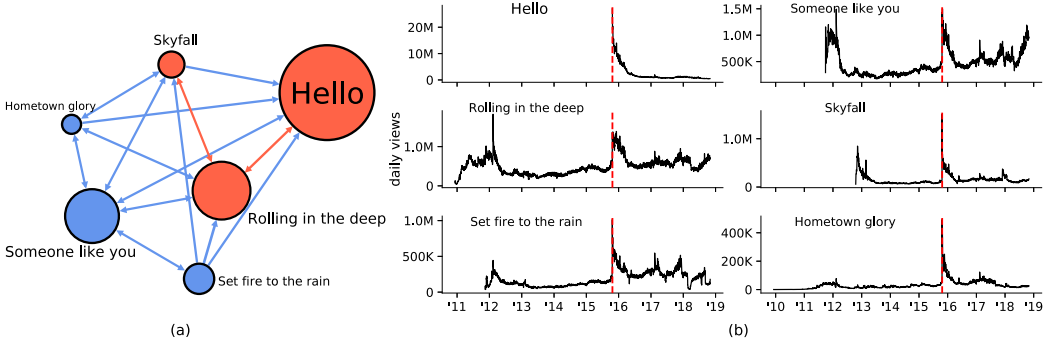 Skyfall
Hello
Hometown glory
Rolling in the deep
Someone like you
Set fire to the rain
(a)
daily views
Hello
20M
10M
0
Someone like you
1.5M
1.0M
500K
Rolling in the deep
1.0M
0
Skyfall
1.0M
0
Set fire to the rain
1.0M
500K
0
'11 '12 '13 '14 '15 '16 '17 '18 '19
Hometown glory
400K
200K
0
'10 '11 '12 '13 '14 '15 '16 '17 '18 '19
(b)